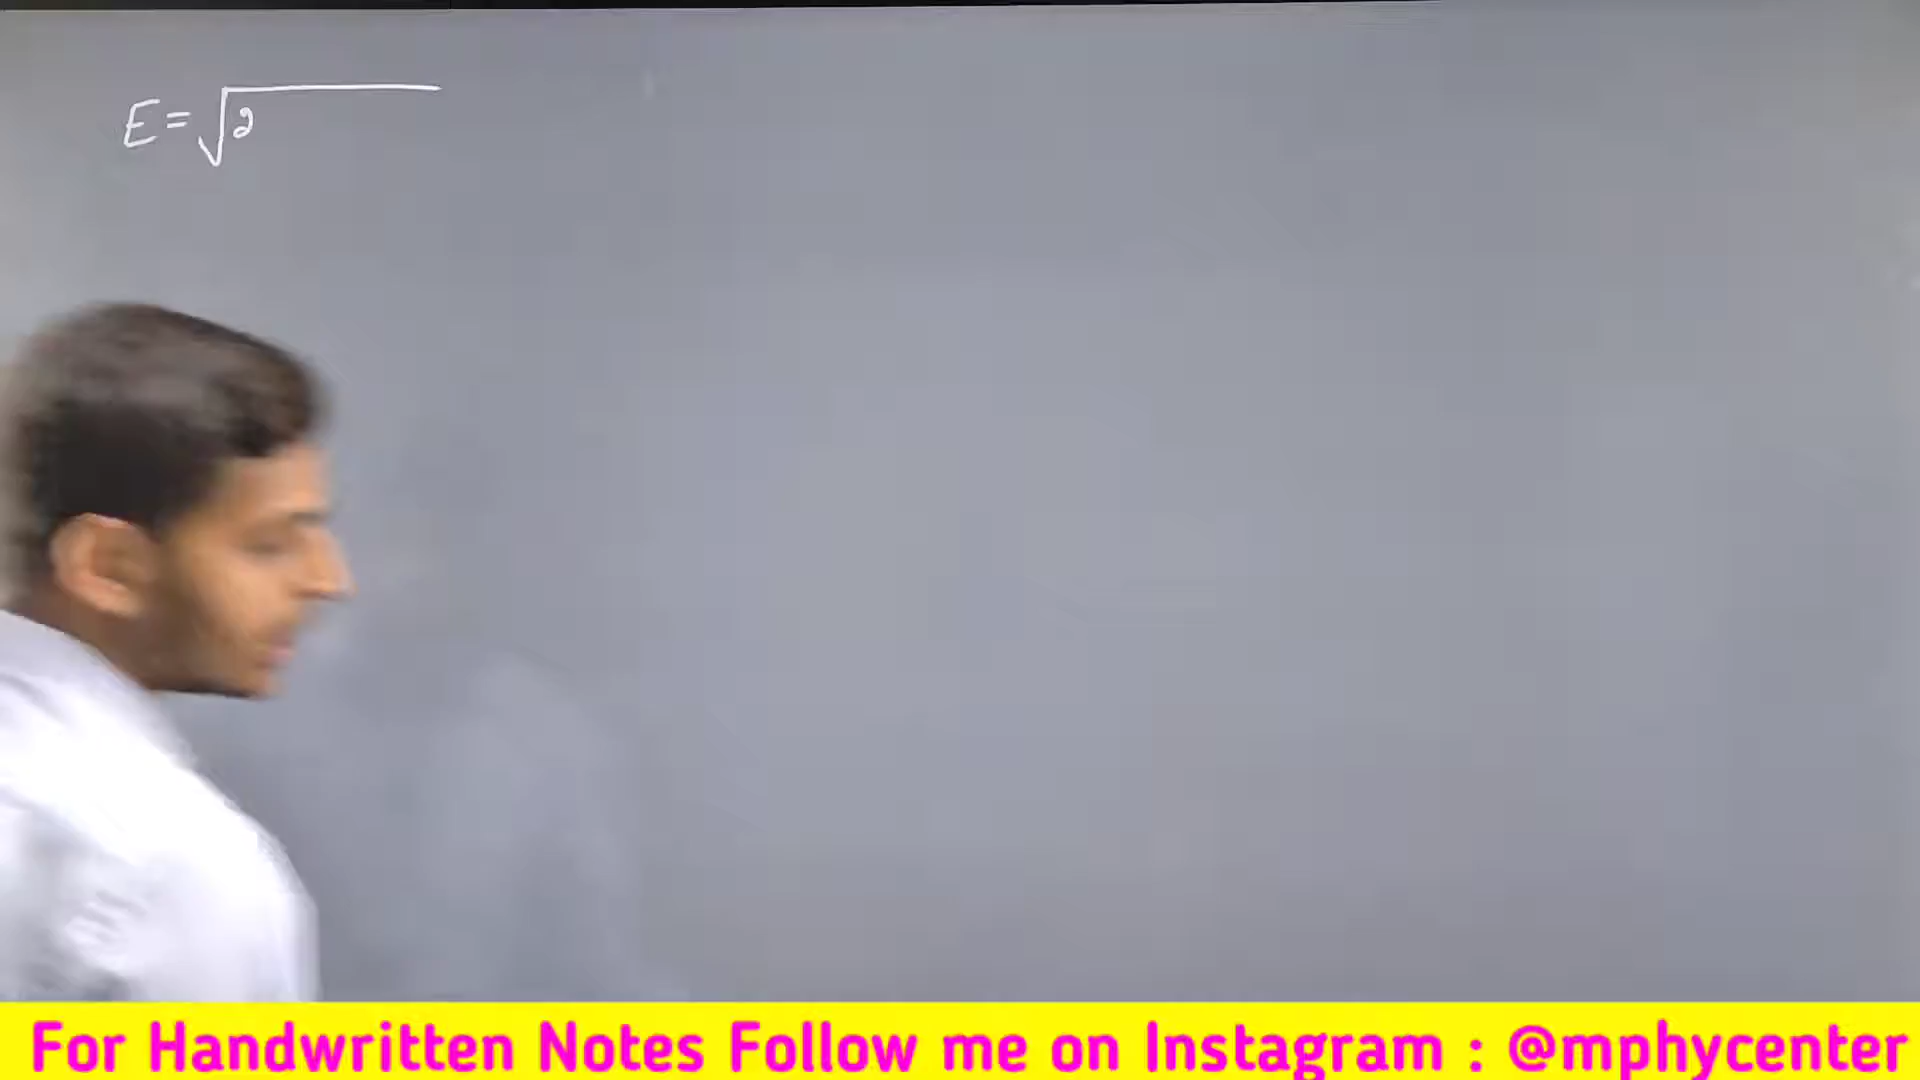 E = √2
For Handwritten Notes Follow me on Instagram : @mphycenter